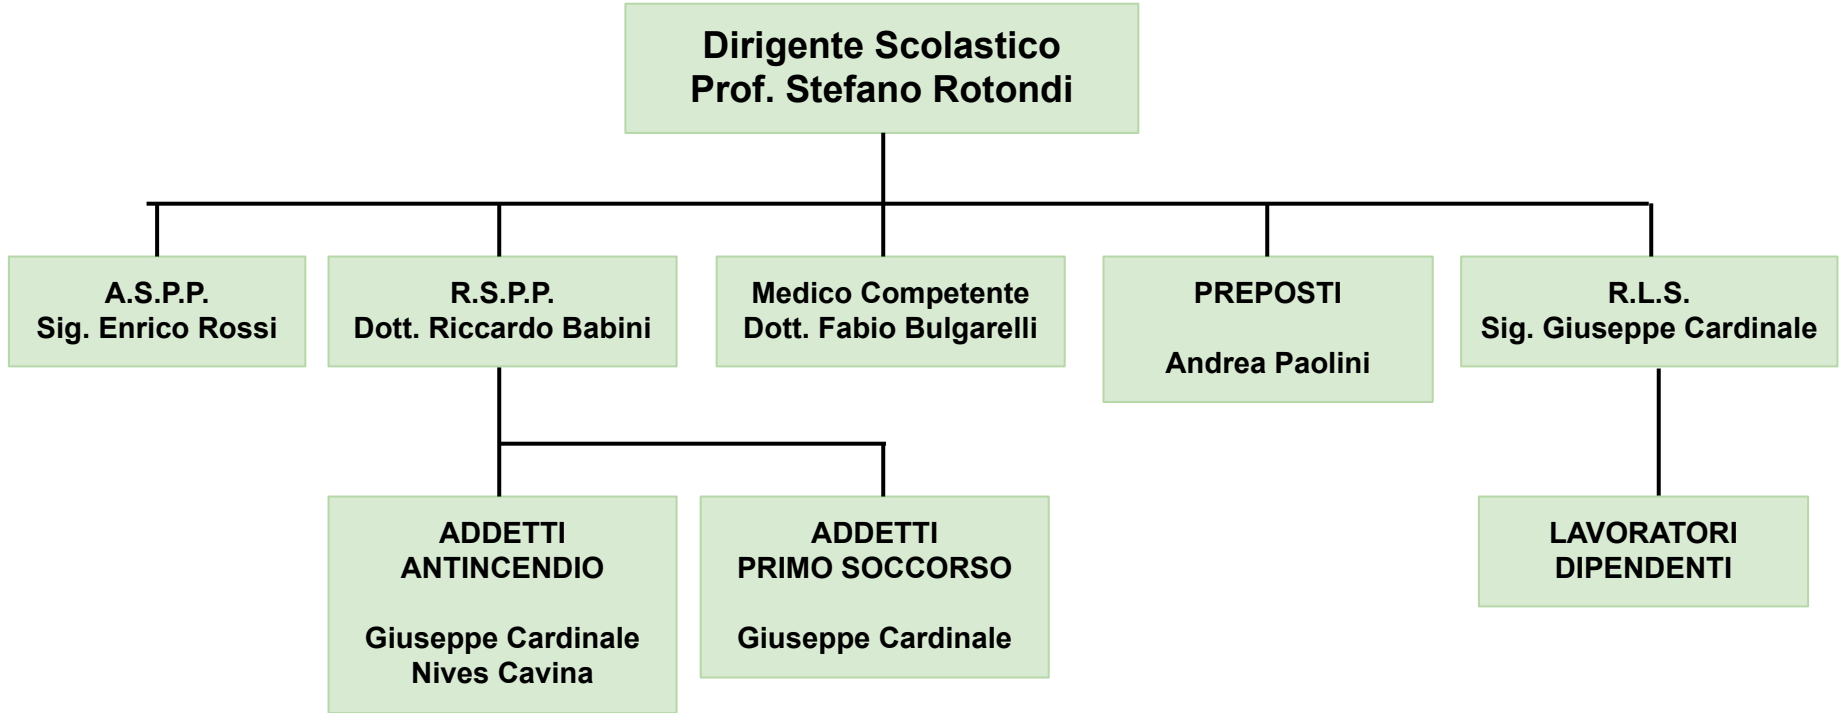 Dirigente Scolastico
Prof. Stefano Rotondi
A.S.P.P.
Sig. Enrico Rossi
R.S.P.P.
Dott. Riccardo Babini
Medico Competente
Dott. Fabio Bulgarelli
PREPOSTI
Andrea Paolini
R.L.S.
Sig. Giuseppe Cardinale
ADDETTI
ANTINCENDIO
Giuseppe Cardinale
Nives Cavina
ADDETTI
PRIMO SOCCORSO
Giuseppe Cardinale
LAVORATORI
DIPENDENTI